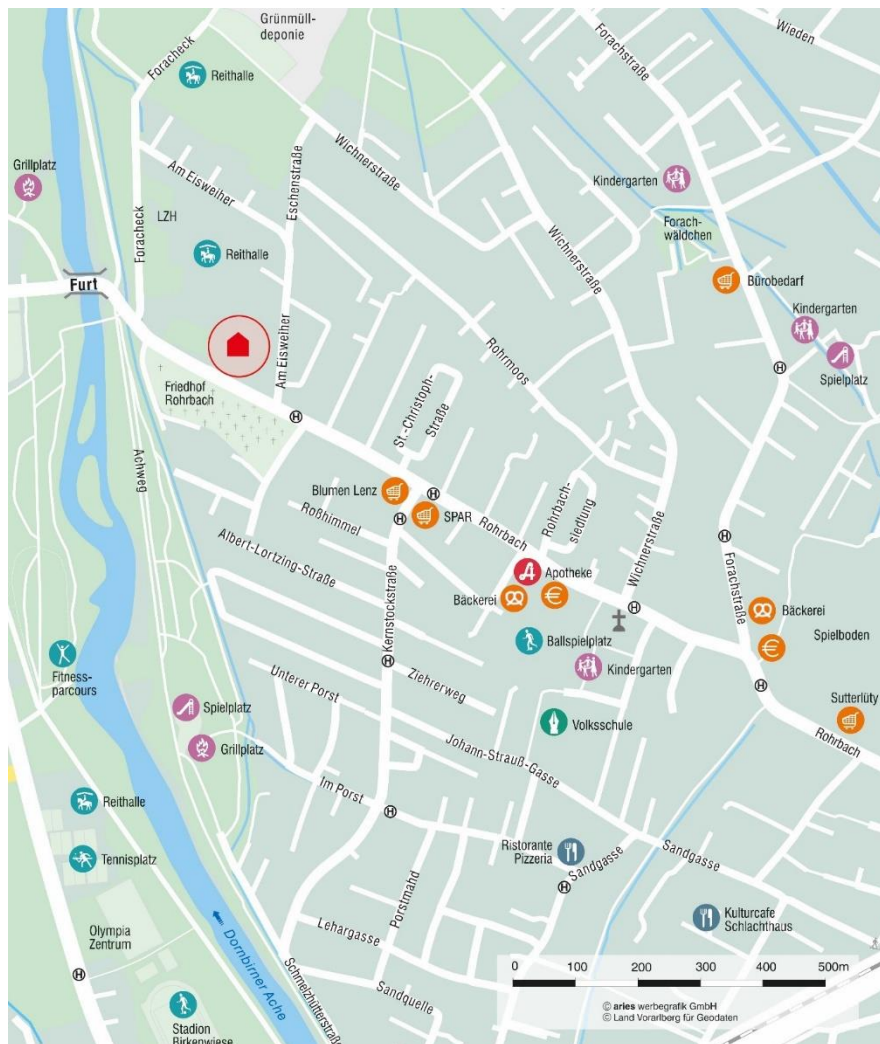 Grünmüll-
deponie
Foracheck
Reithalle
Forachstraße
Wieden
Wichnerstraße
Grillplatz
Am Eisweiher
Eschenstraße
Kindergarten
LZH
Foracheck
Wichnerstraße
Forach-
wäldchen
Reithalle
Furt
Bürobedarf
Kindergarten
Am Eisweiher
Rohrmoos
Spielplatz
H
Friedhof
Rohrbach
St.-Christoph-
Straße
H
Achweg
Blumen Lenz
H
SPAR
H
Roßhimmel
Rohrbach
Rohrbach-
siedlung
Albert-Lortzing-Straße
Wichnerstraße
H
Forachstraße
A
Apotheke
Bäckerei
€
H
Bäckerei
Kernstockstraße
Ballspielplatz
Spielboden
€
Fitness-
parcours
H
Kindergarten
Ziehrerweg
H
Unterer Porst
Spielplatz
Sutterlüty
Volksschule
Rohrbach
Grillplatz
Johann-Strauß-Gasse
Im Porst
Reithalle
H
Ristorante
Pizzeria
Sandgasse
Tennisplatz
Sandgasse
H
Porstmahd
Kulturcafe
Schlachthaus
Olympia
Zentrum
Dornbirner Ache
Lehargasse
H
Schmelzhütterstraße
Sandquelle
0 100 200 300 400 500m
Stadion
Birkenwiese
© aries werbegrafik GmbH
© Land Vorarlberg für Geodaten